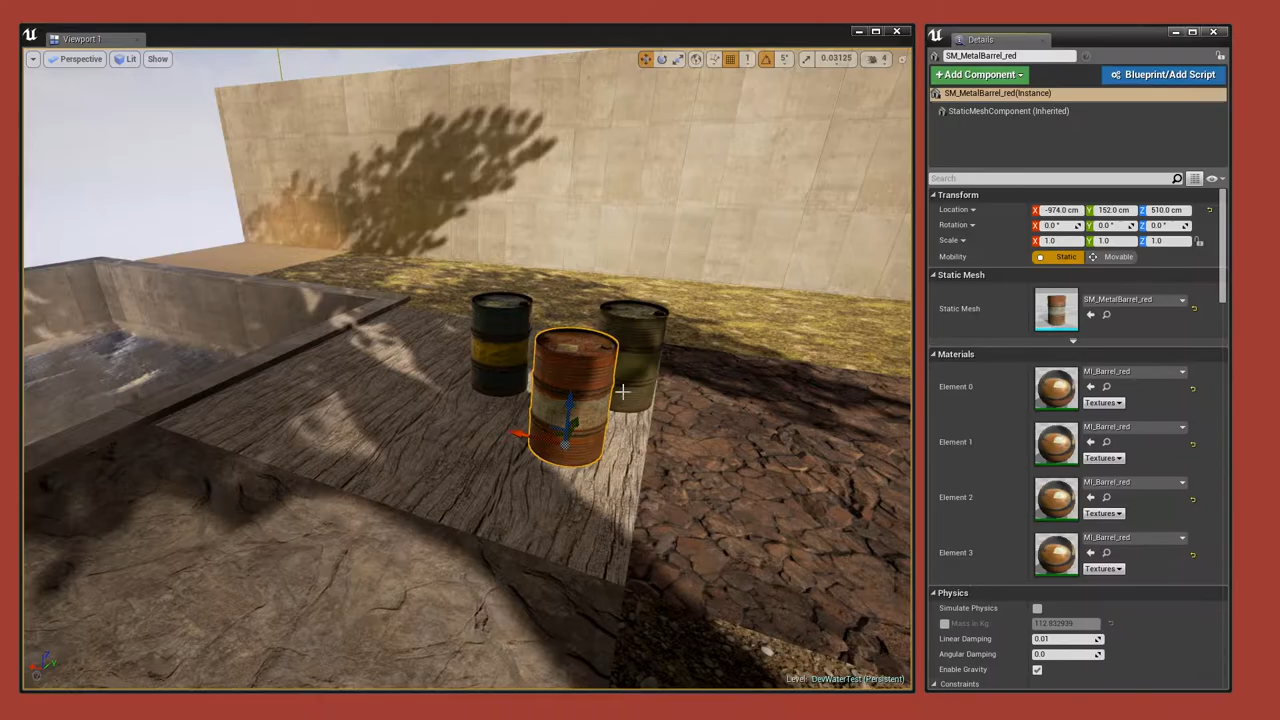 Viewport 1
Perspective Lit Show 5° 0.03125 4
Level: DevWaterTest (Persistent)
Details
SM_MetalBarrel_red
+Add Component Blueprint/Add Script
SM_MetalBarrel_red(Instance)
StaticMeshComponent (Inherited)
Search
Transform
Location X -974.0 cm Y 152.0 cm Z 510.0 cm
Rotation X 0.0 ° Y 0.0 ° Z 0.0 °
Scale X 1.0 Y 1.0 Z 1.0
Mobility Static Movable
Static Mesh
Static Mesh SM_MetalBarrel_red
Materials
Element 0 MI_Barrel_red
Textures
Element 1 MI_Barrel_red
Textures
Element 2 MI_Barrel_red
Textures
Element 3 MI_Barrel_red
Textures
Physics
Simulate Physics
Mass in Kg 112.832939
Linear Damping 0.01
Angular Damping 0.0
Enable Gravity
Constraints